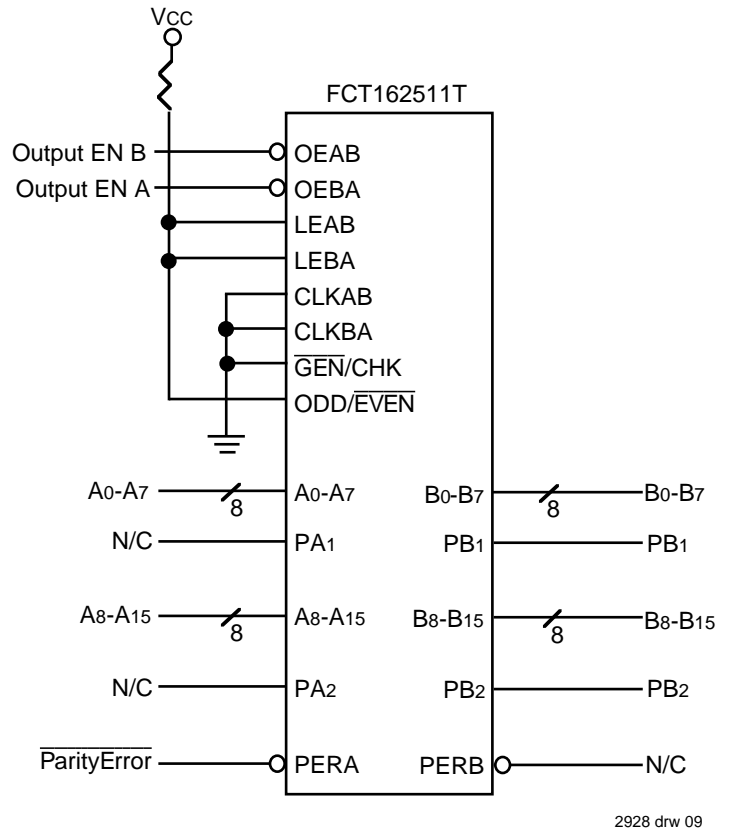 VCC
FCT162511T
Output EN B OEAB
Output EN A OEBA
LEAB
LEBA
CLKAB
CLKBA
GEN/CHK
ODD/EVEN
A0-A7 8 A0-A7 B0-B7 8 B0-B7
N/C PA1 PB1 PB1
A8-A15 8 A8-A15 B8-B15 8 B8-B15
N/C PA2 PB2 PB2
ParityError PERA PERB N/C
2928 drw 09